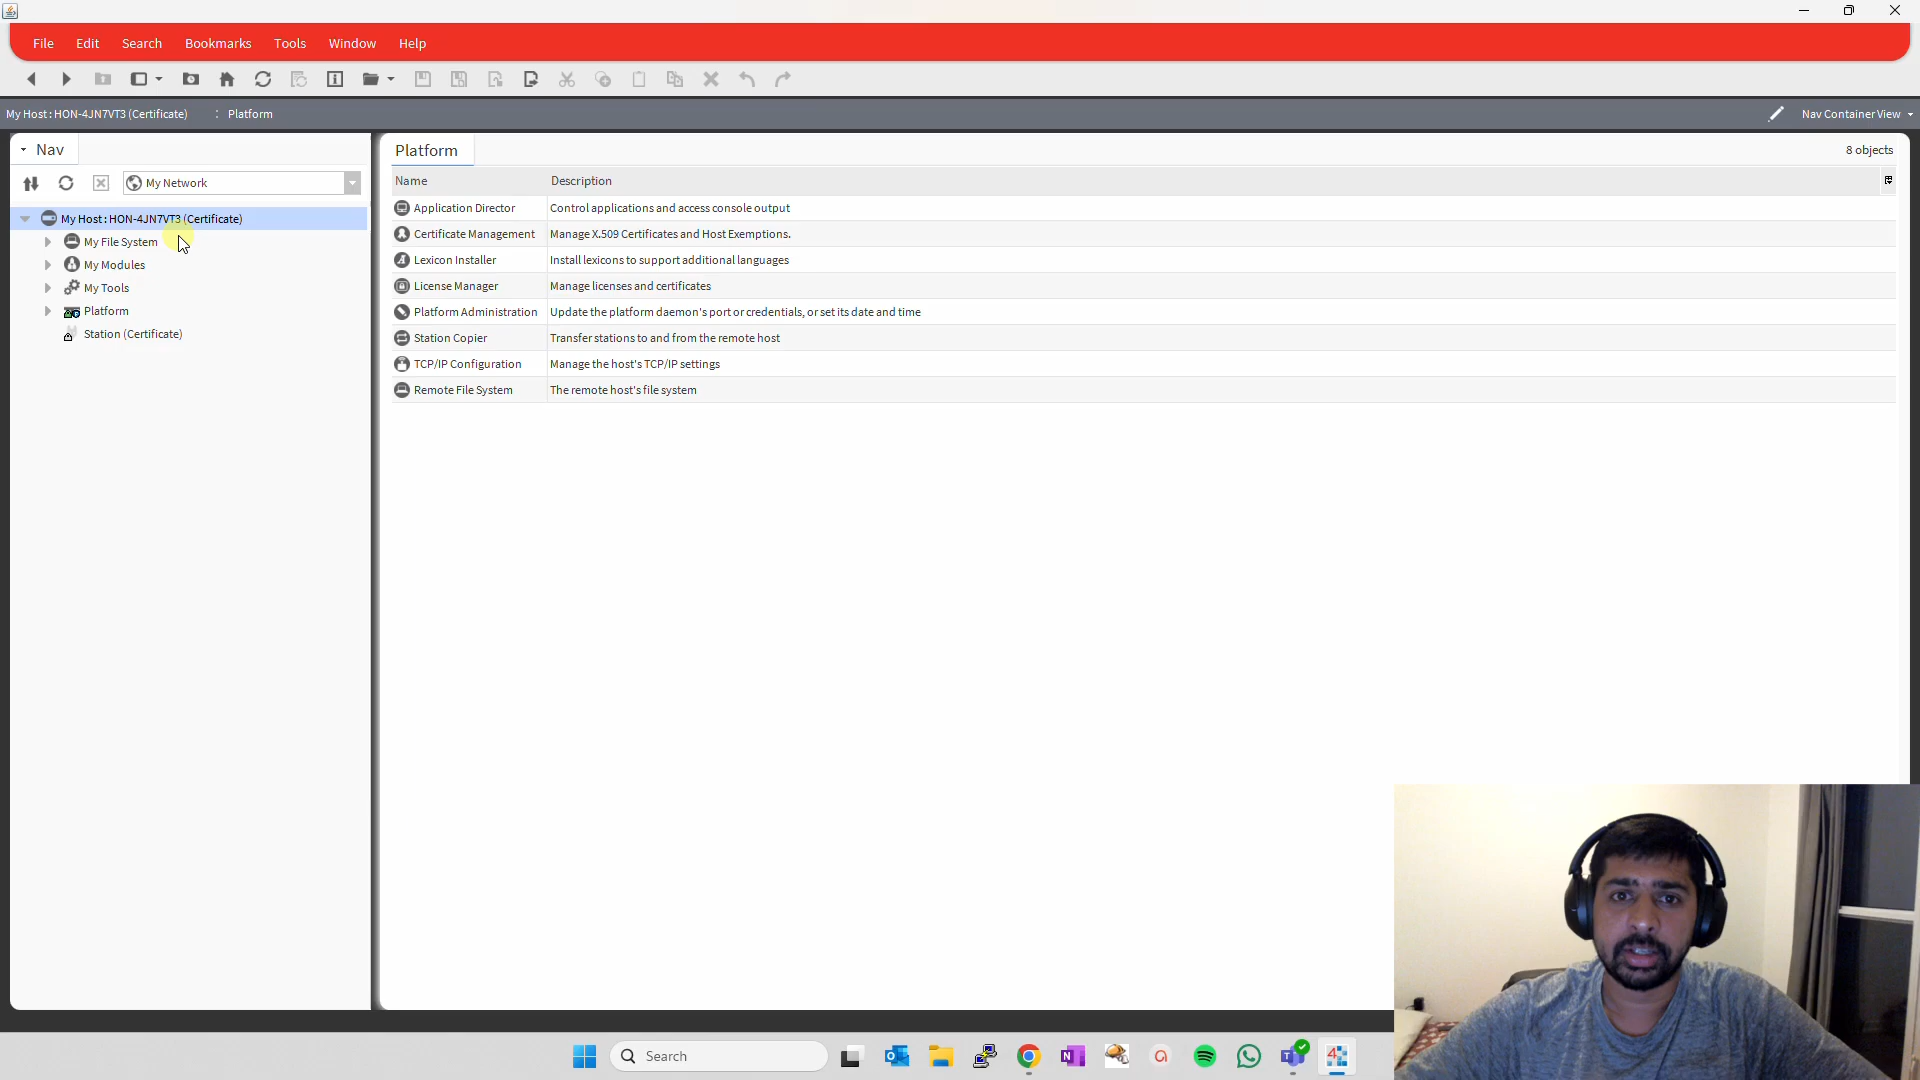 File Edit Search Bookmarks Tools Window Help
My Host : HON-4JN7VT3 (Certificate) : Platform
Nav Container View
Nav
My Network
My Host : HON-4JN7VT3 (Certificate)
My File System
My Modules
My Tools
Platform
Station (Certificate)
Platform
8 objects
Name Description
Application Director Control applications and access console output
Certificate Management Manage X.509 Certificates and Host Exemptions.
Lexicon Installer Install lexicons to support additional languages
License Manager Manage licenses and certificates
Platform Administration Update the platform daemon's port or credentials, or set its date and time
Station Copier Transfer stations to and from the remote host
TCP/IP Configuration Manage the host's TCP/IP settings
Remote File System The remote host's file system
Search